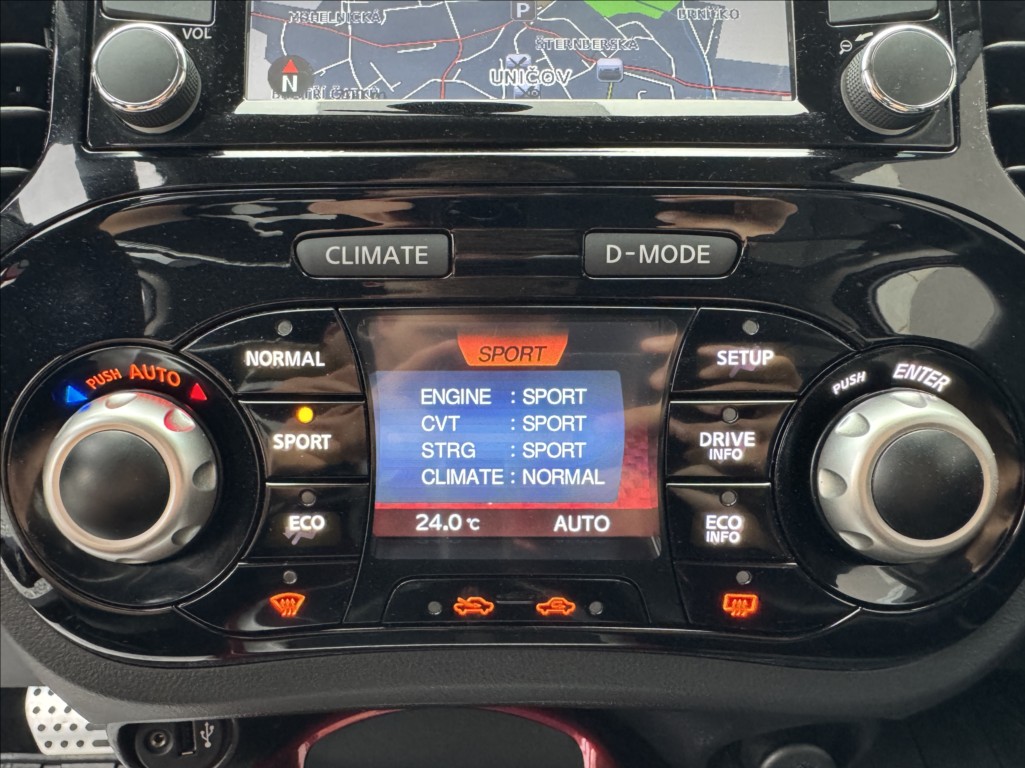 VOL
P
BRNÍČKO
ŠTERNBERSKÁ
UNIČOV
N
CLIMATE
D-MODE
NORMAL
SPORT
SETUP
PUSH AUTO
PUSH ENTER
ENGINE : SPORT
CVT : SPORT
STRG : SPORT
CLIMATE : NORMAL
SPORT
DRIVE
INFO
24.0 °C AUTO
ECO
ECO
INFO